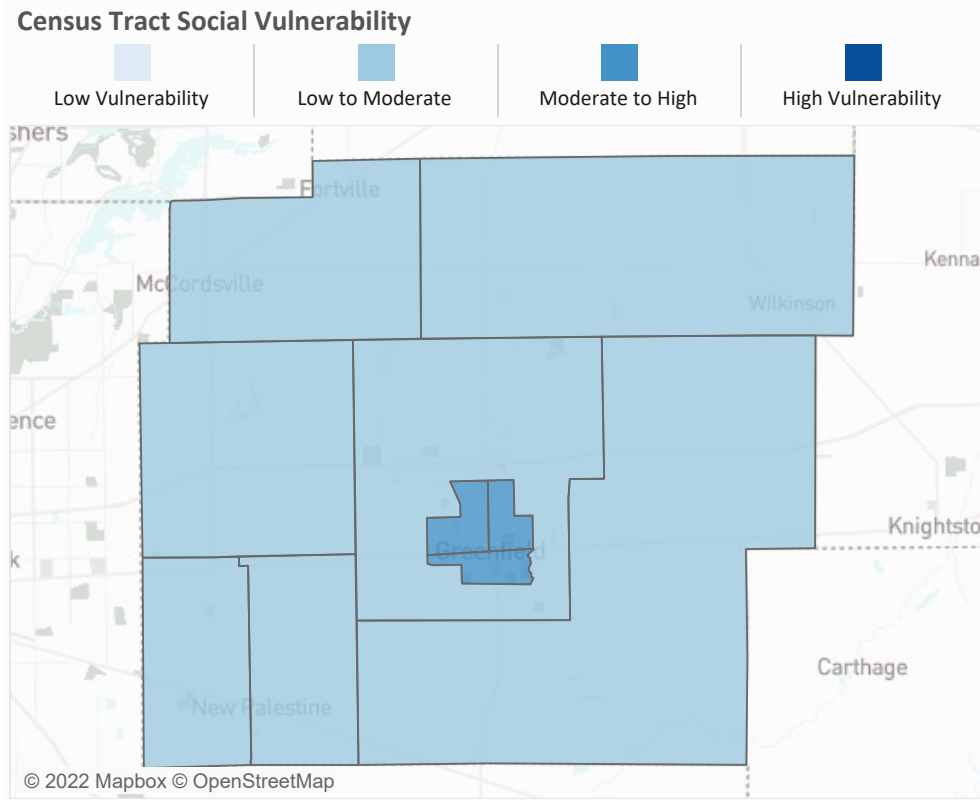 Census Tract Social Vulnerability
Low Vulnerability
Low to Moderate
Moderate to High
High Vulnerability
shers
Fortville
Kenna
McCordsville
Wilkinson
ence
Knightsto
Greenfield
k
Carthage
New Palestine
© 2022 Mapbox © OpenStreetMap